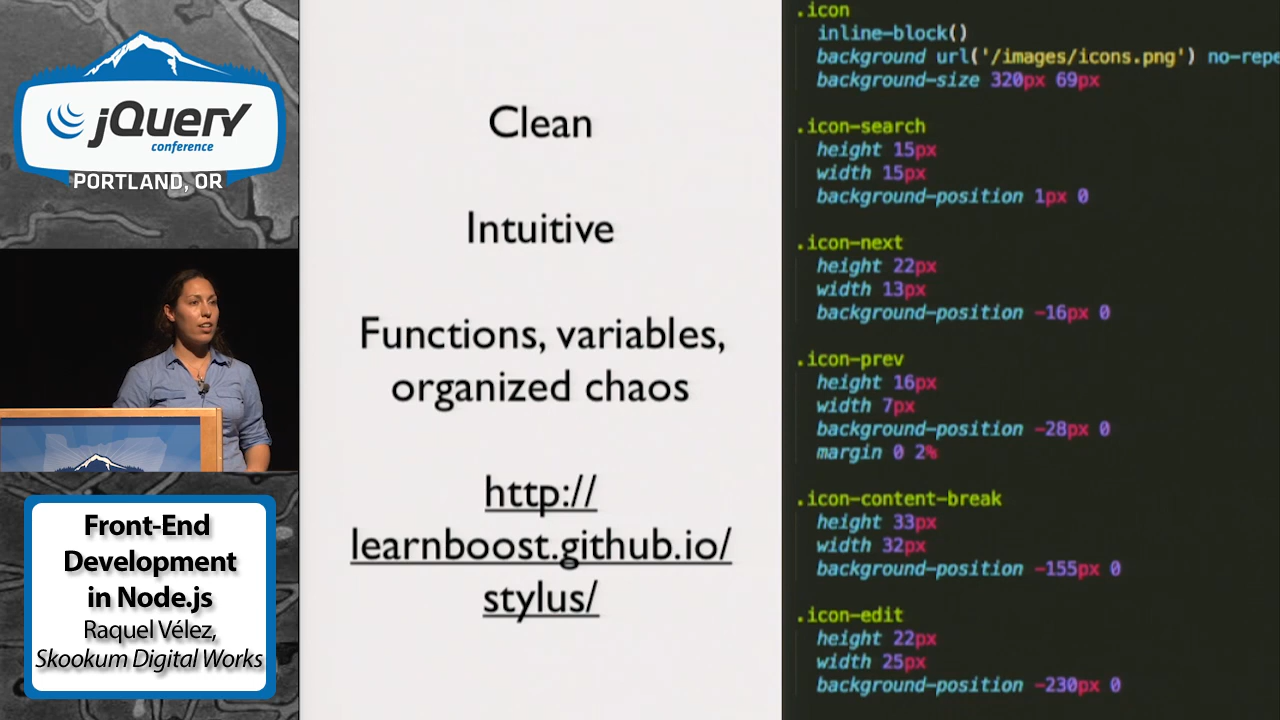 jQuery
conference
PORTLAND, OR
Front-End
Development
in Node.js
Raquel Vélez,
Skookum Digital Works
Clean
Intuitive
Functions, variables,
organized chaos
http://
learnboost.github.io/
stylus/
.icon
inline-block()
background url('/images/icons.png') no-repe
background-size 320px 69px
.icon-search
height 15px
width 15px
background-position 1px 0
.icon-next
height 22px
width 13px
background-position -16px 0
.icon-prev
height 16px
width 7px
background-position -28px 0
margin 0 2%
.icon-content-break
height 33px
width 32px
background-position -155px 0
.icon-edit
height 22px
width 25px
background-position -230px 0